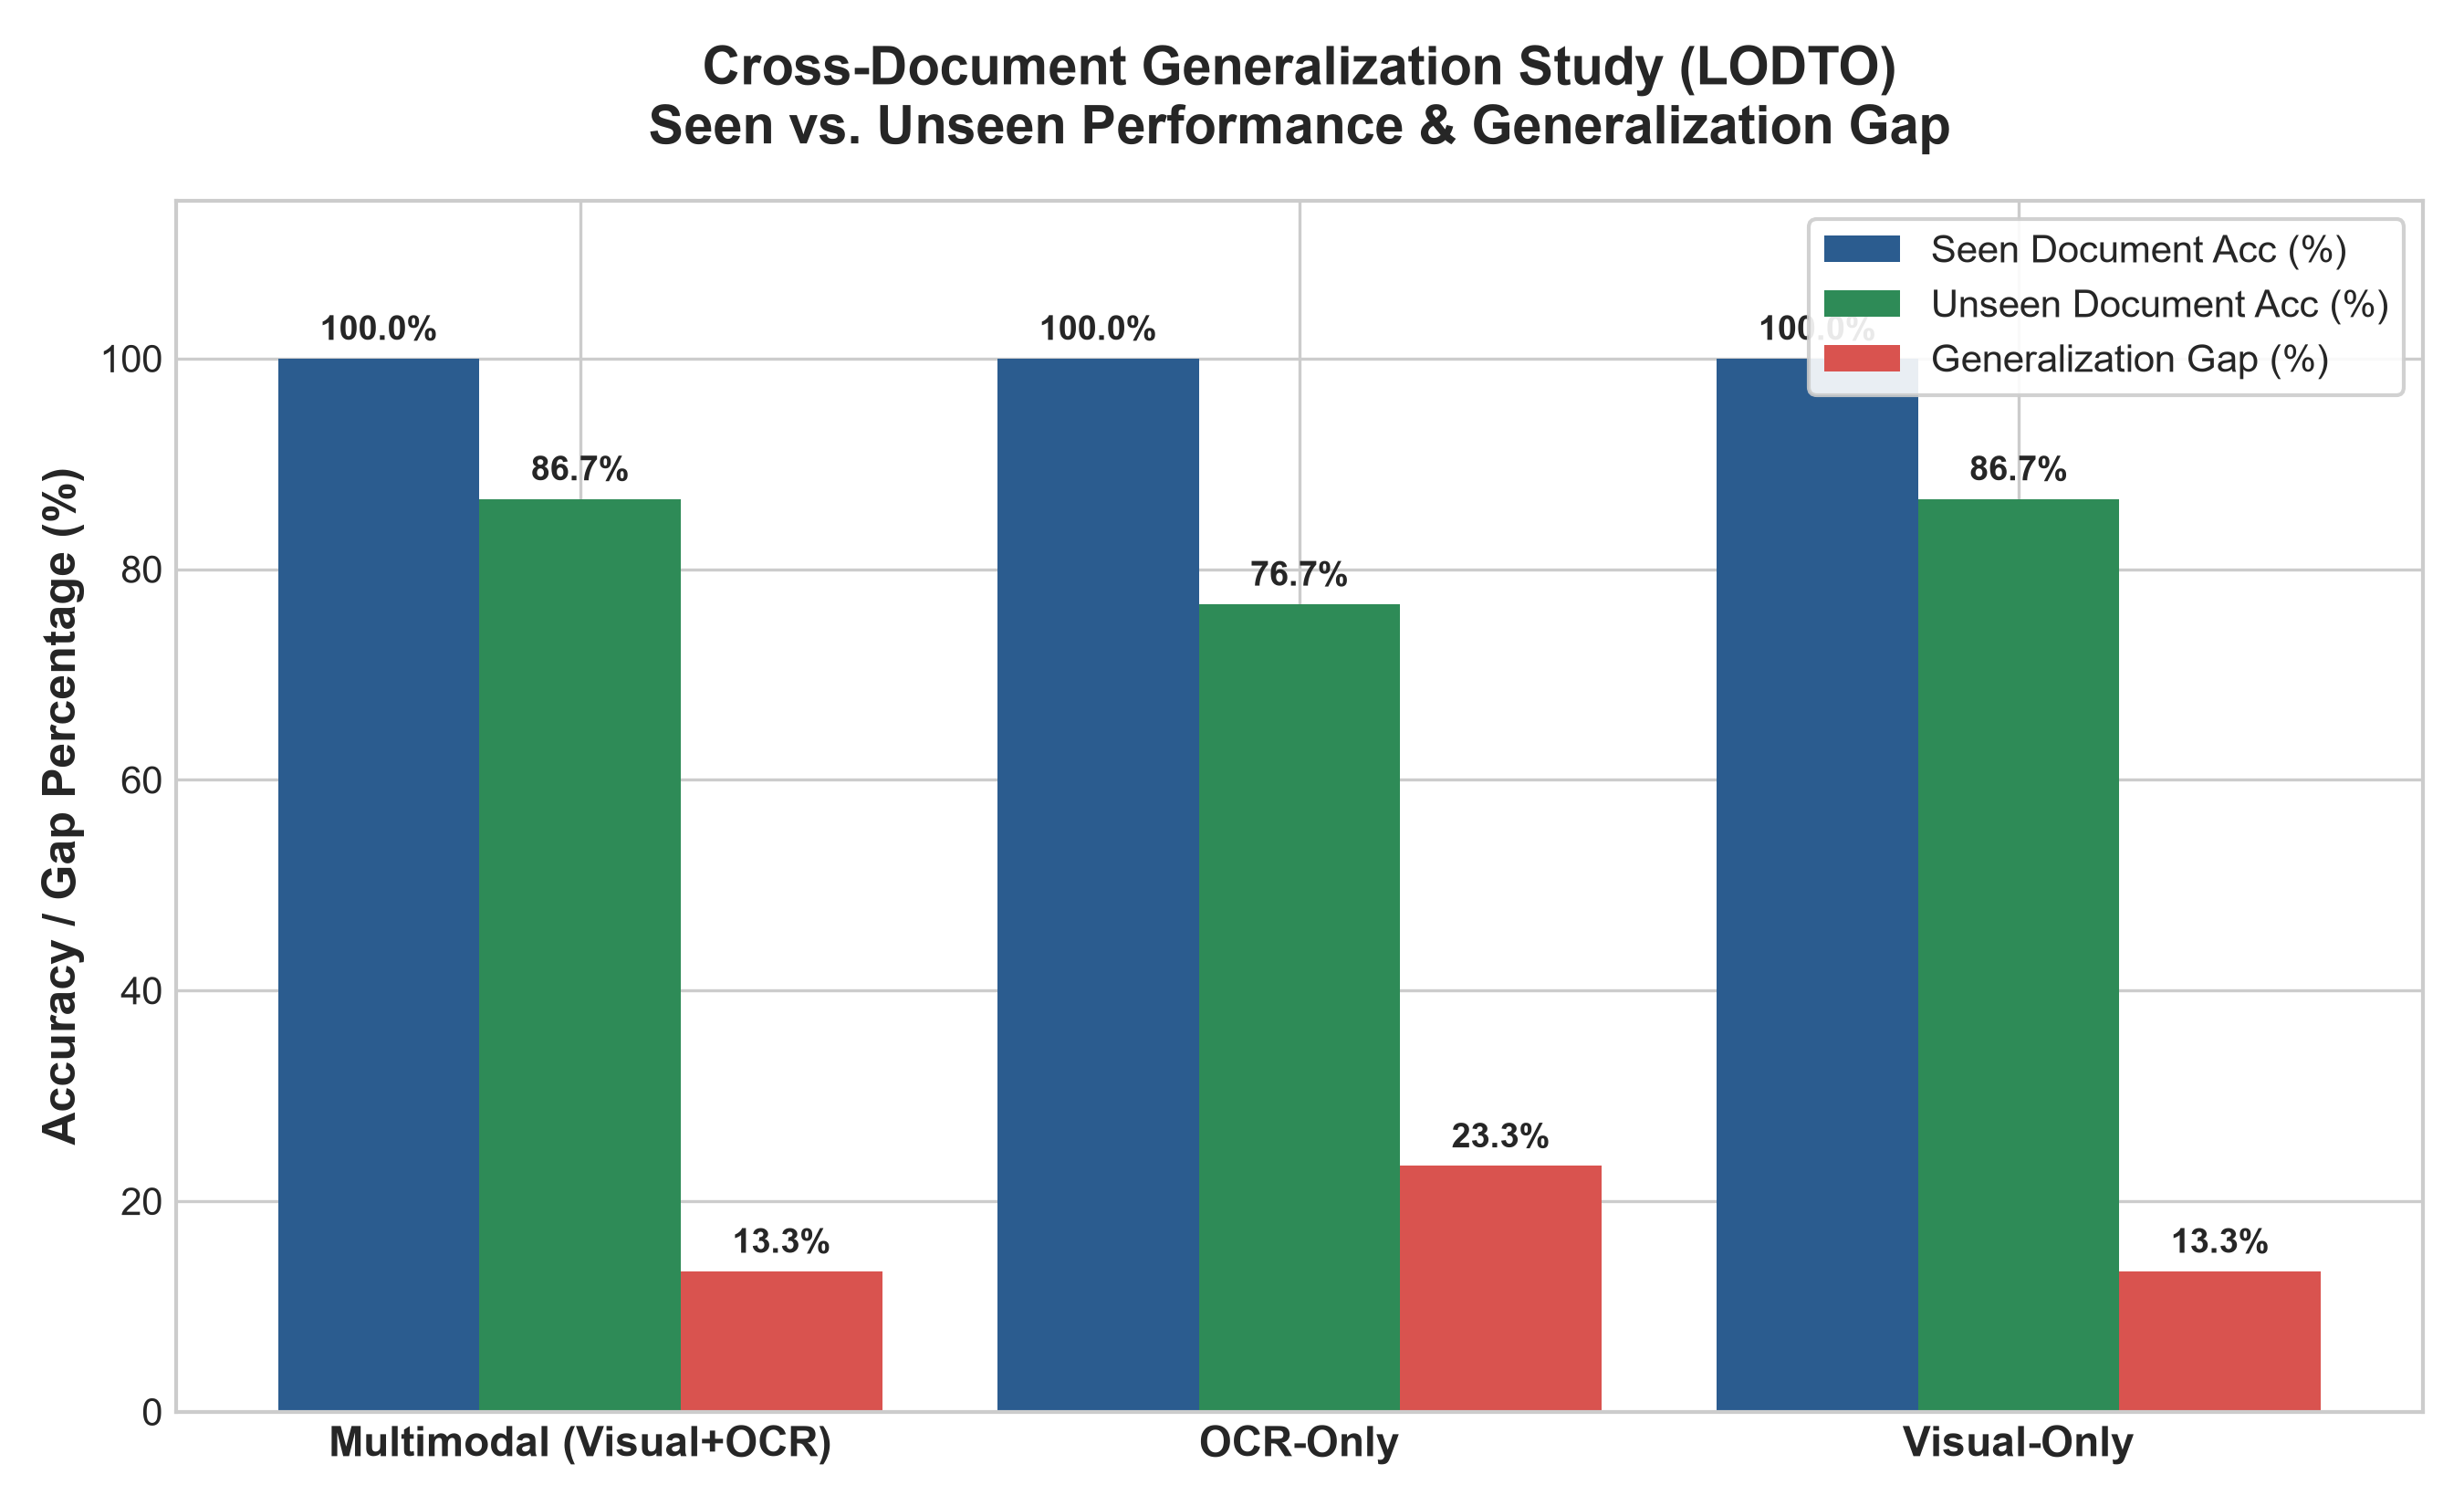 Cross-Document Generalization Study (LODTO)
Seen vs. Unseen Performance & Generalization Gap
Seen Document Acc (%)
Unseen Document Acc (%)
Generalization Gap (%)
Accuracy / Gap Percentage (%)
100
80
60
40
20
0
100.0%
86.7%
13.3%
100.0%
76.7%
23.3%
100.0%
86.7%
13.3%
Multimodal (Visual+OCR)
OCR-Only
Visual-Only